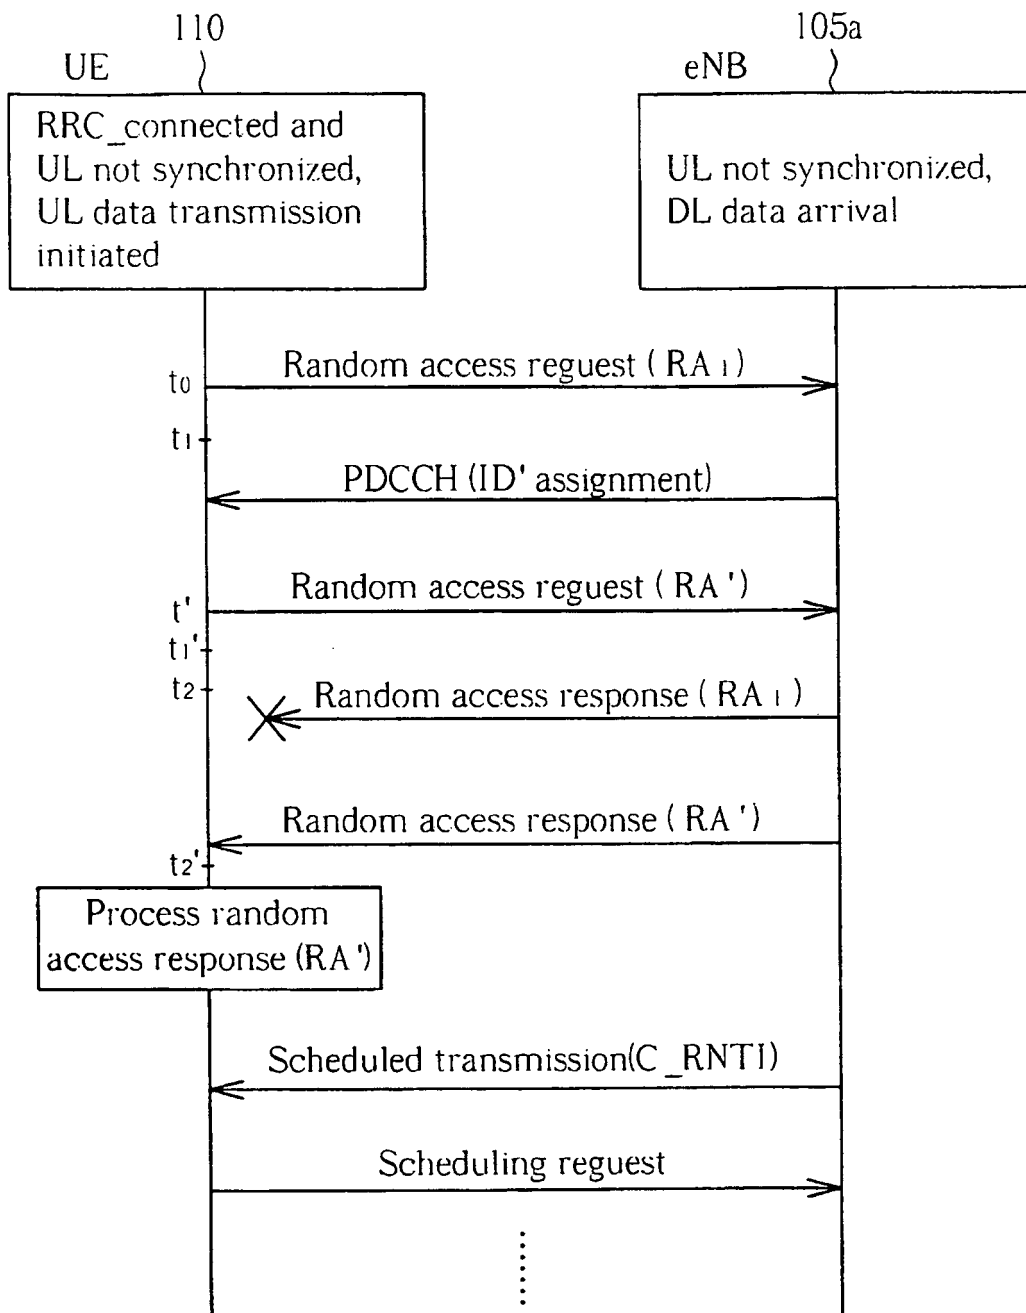 110
105a
UE
eNB
RRC_connected and
UL not synchronized,
UL data transmission
initiated
UL not synchronized,
DL data arrival
Random access reguest ( RA 1 )
t0
t1
PDCCH (ID' assignment)
Random access reguest ( RA ' )
t'
t1'
t2
Random access response ( RA 1 )
Random access response ( RA ' )
t2'
Process random
access response (RA ')
Scheduled transmission(C_RNTI)
Scheduling reguest